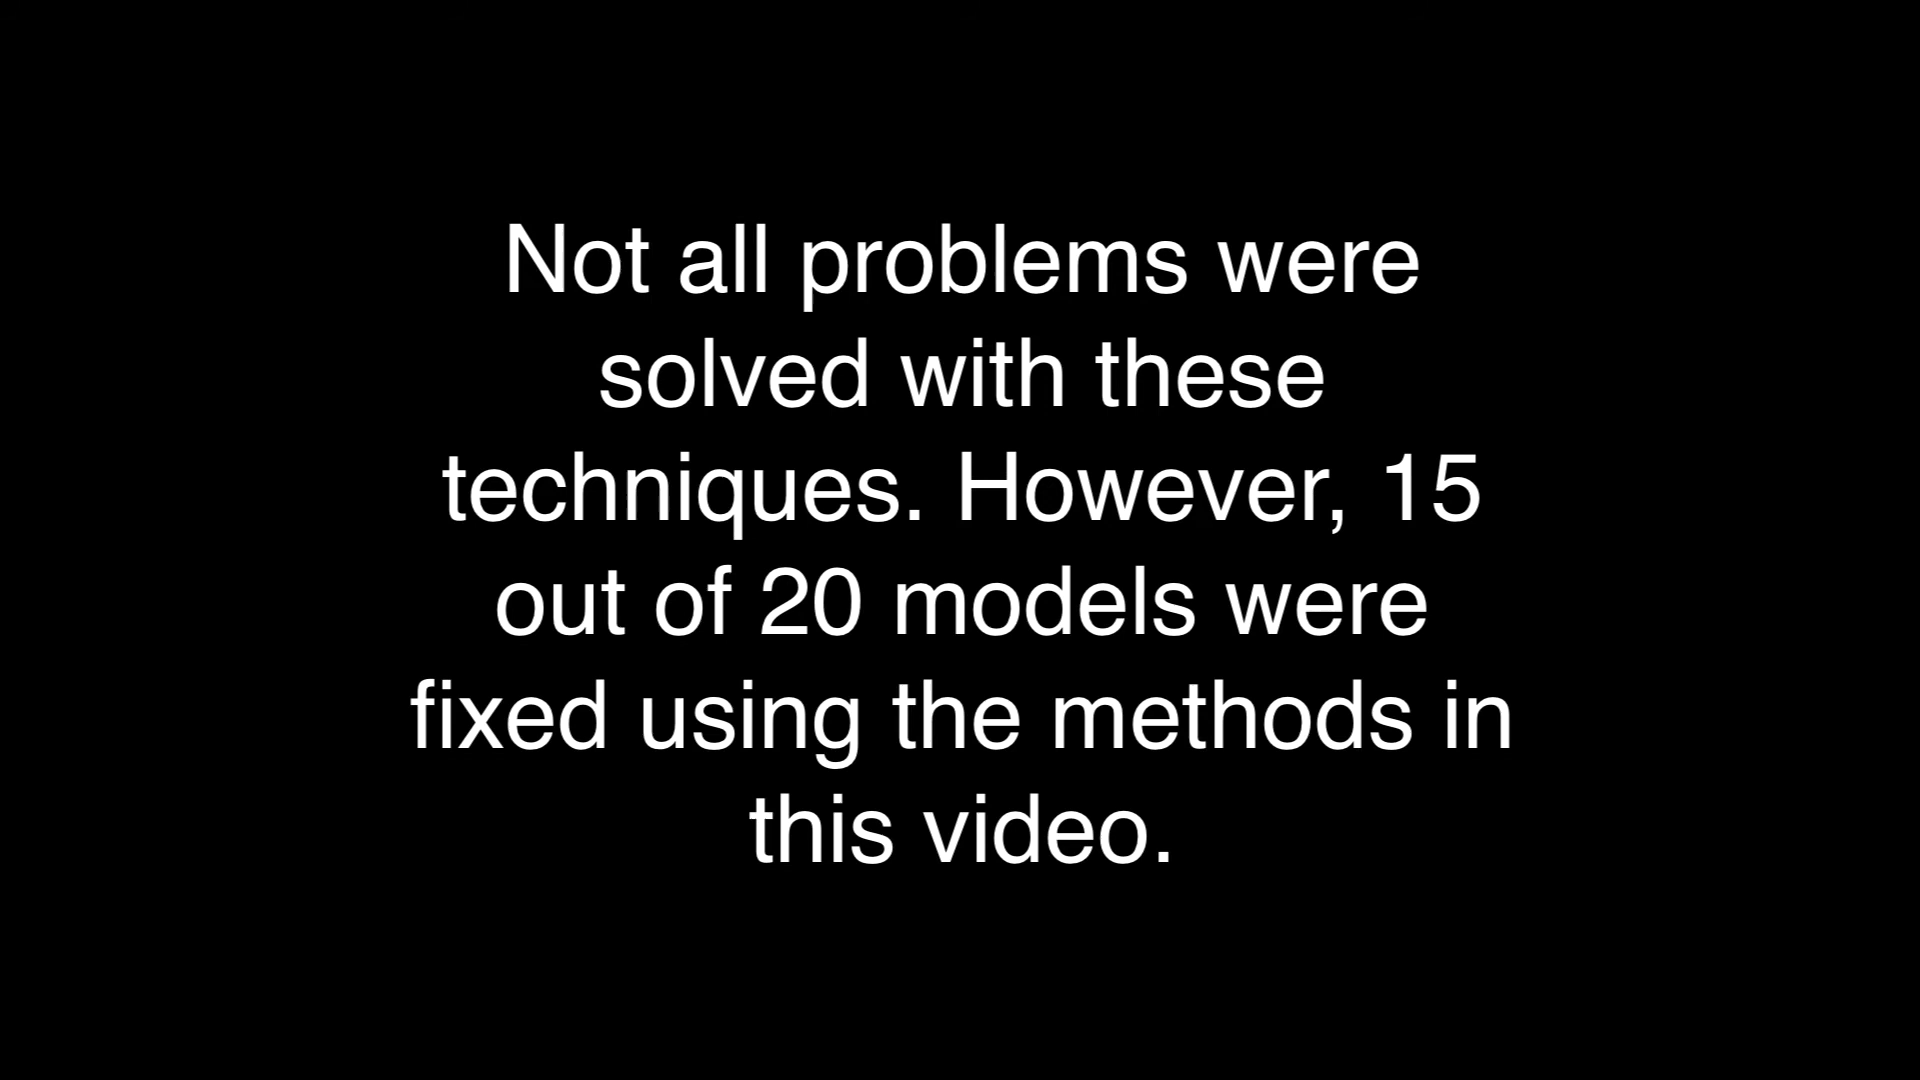 Not all problems were
solved with these
techniques. However, 15
out of 20 models were
fixed using the methods in
this video.